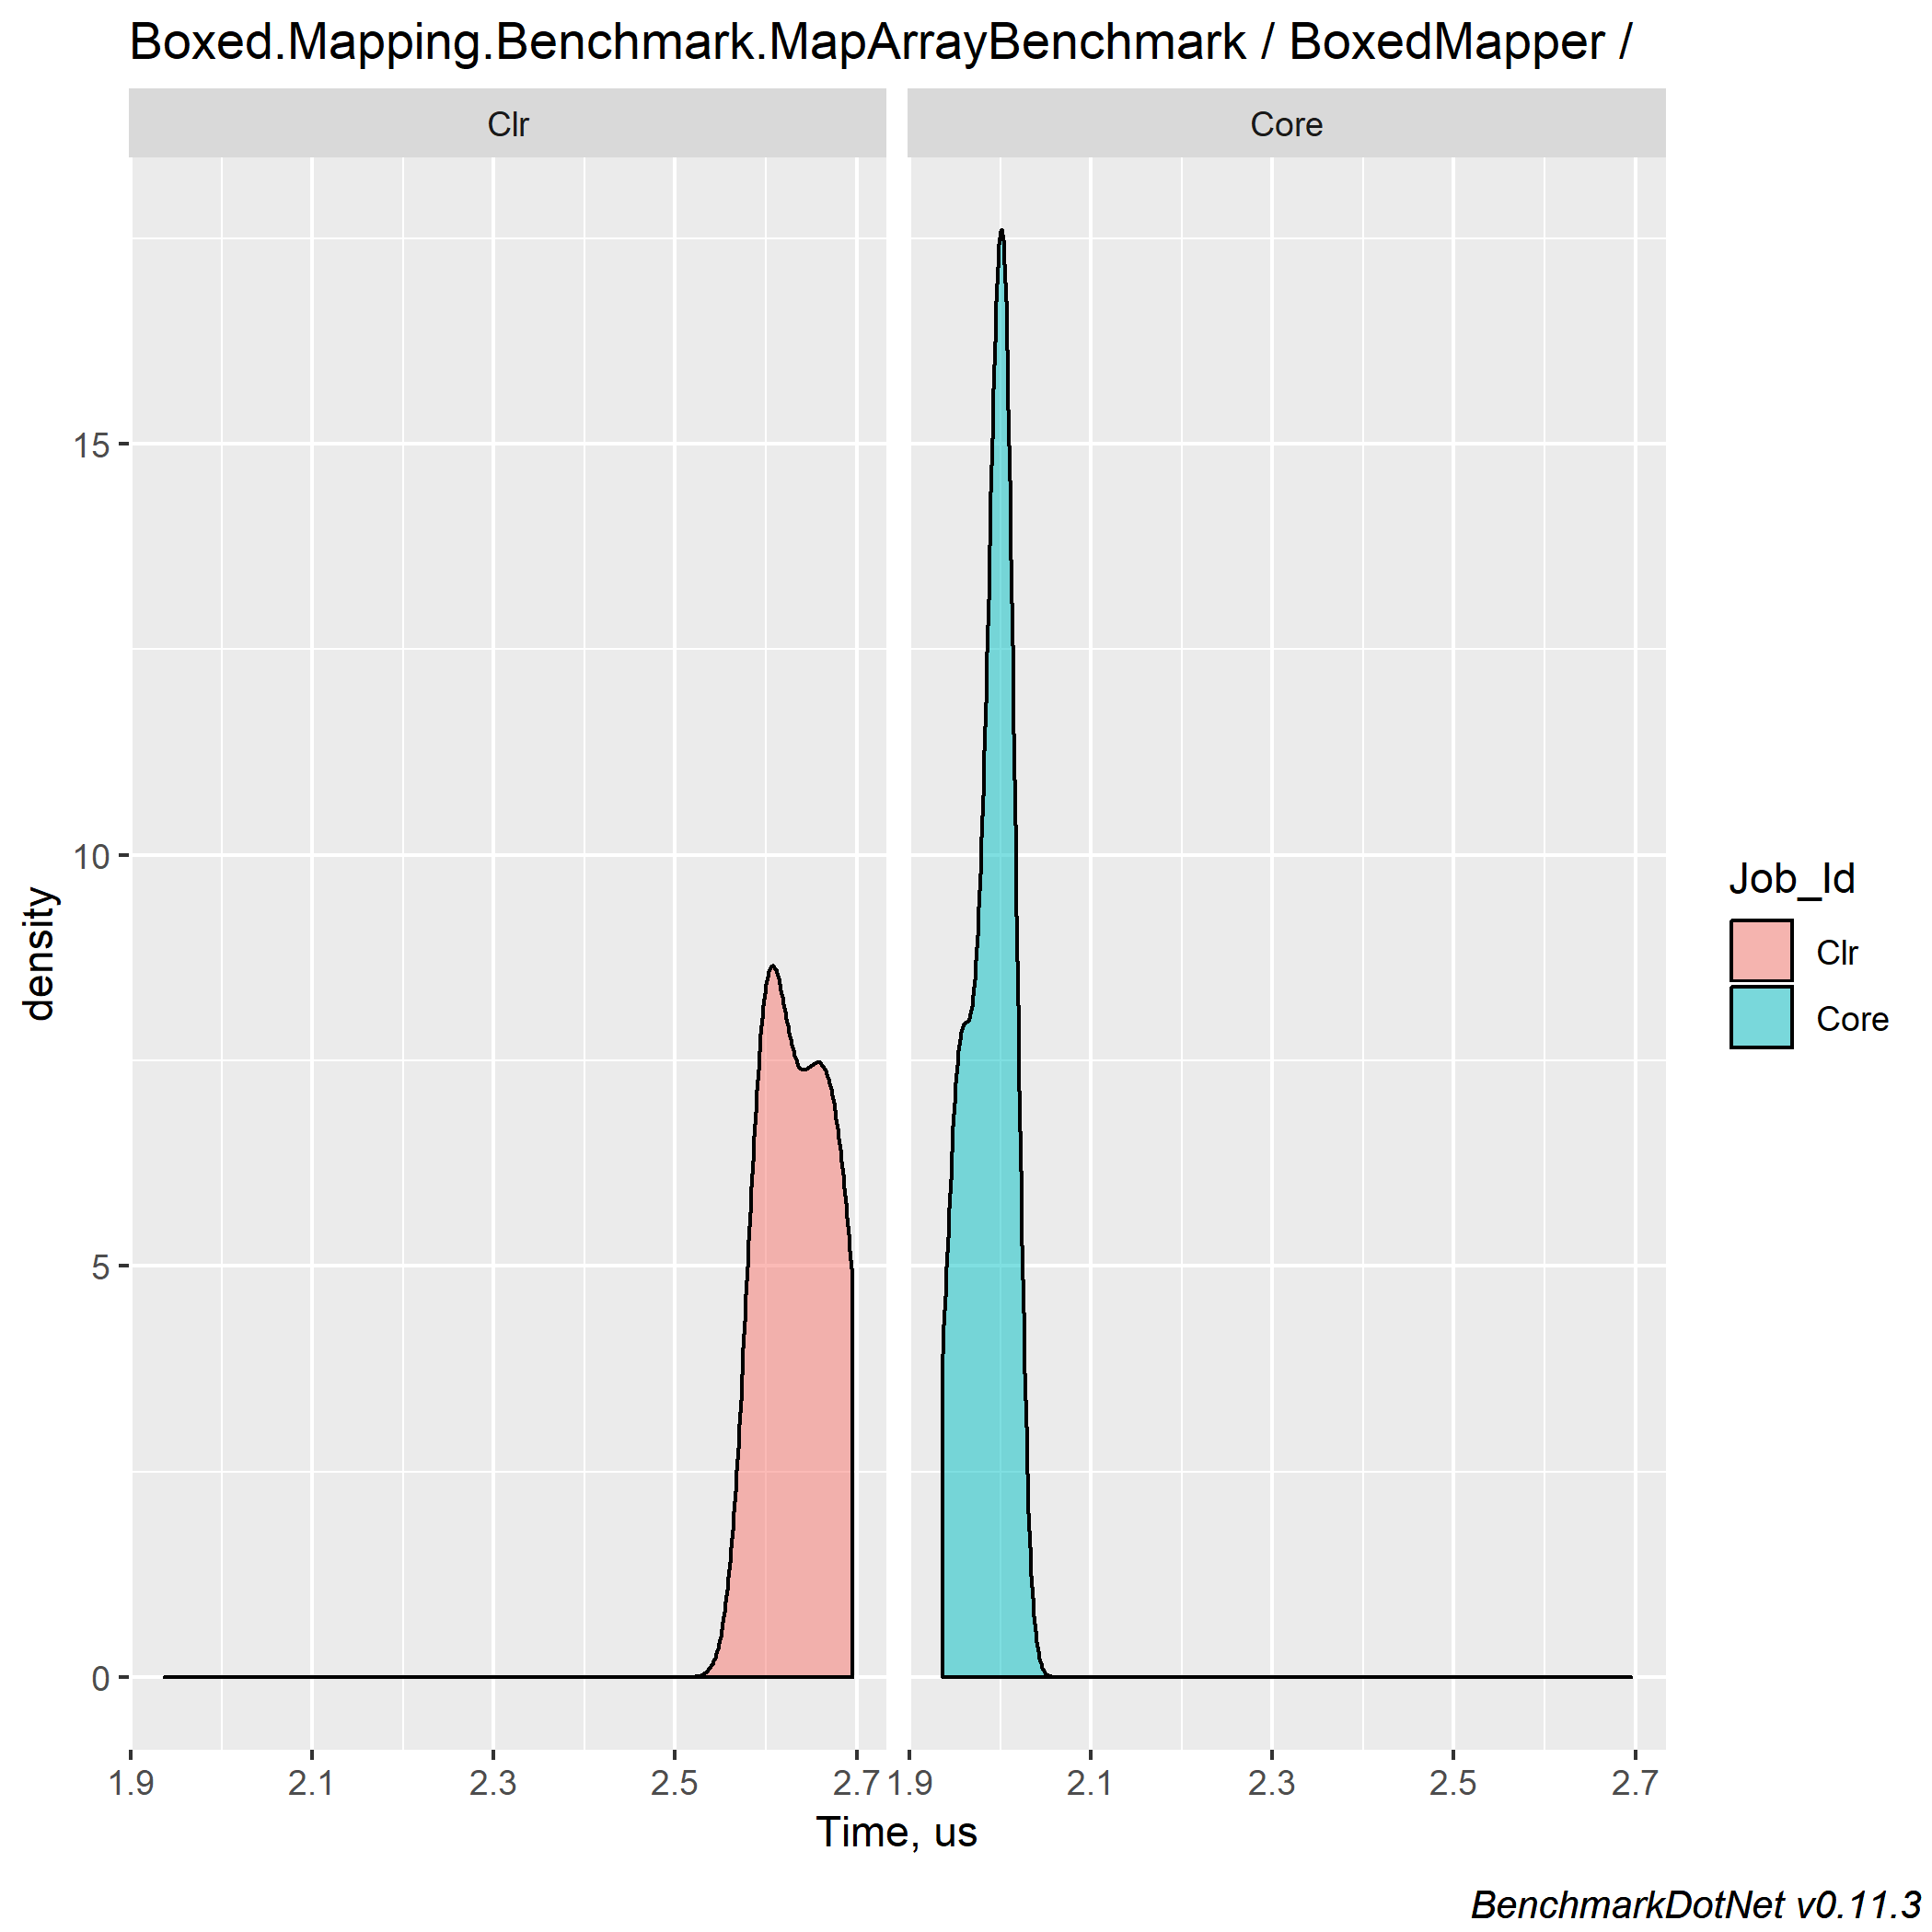 Boxed.Mapping.Benchmark.MapArrayBenchmark / BoxedMapper /
Clr
Core
15
10
5
0
density
1.9
2.1
2.3
2.5
2.7
1.9
2.1
2.3
2.5
2.7
Time, us
Job_Id
Clr
Core
BenchmarkDotNet v0.11.3